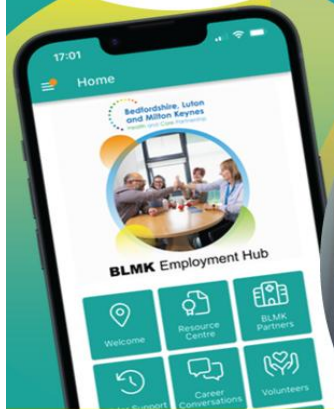 17:01
Home
Bedfordshire, Luton
and Milton Keynes
Health and Care Partnership
BLMK Employment Hub
Welcome
Resource
Centre
BLMK
Partners
Support
Career
Conversations
Volunteers